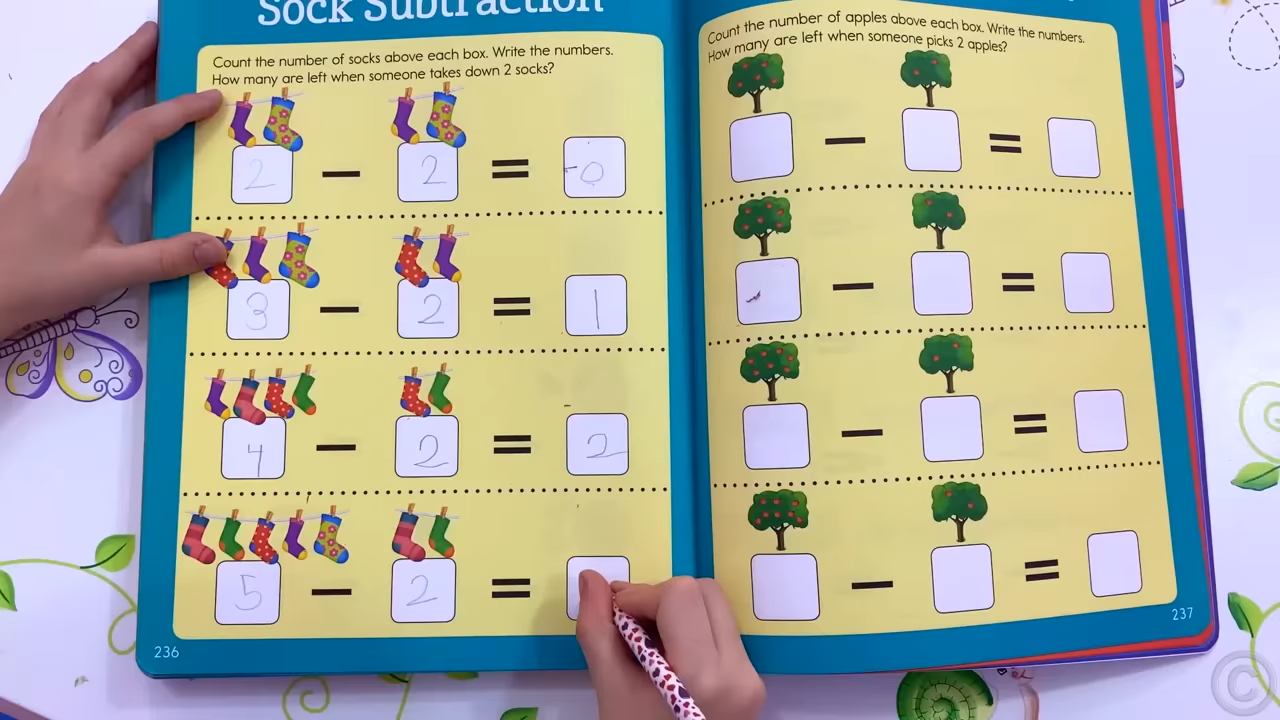 Sock Subtraction
Count the number of socks above each box. Write the numbers.
How many are left when someone takes down 2 socks?
2 - 2 = 0
3 - 2 = 1
4 - 2 = 2
5 - 2 =
236
Count the number of apples above each box. Write the numbers.
How many are left when someone picks 2 apples?
- =
- =
- =
- =
237
©